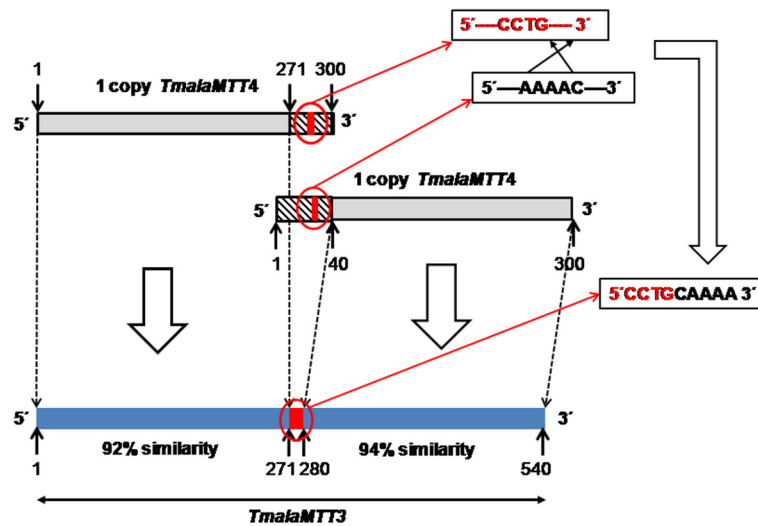 5´-—CCTG-— 3´
1 271 300
1 copy TmalaMTT4
5´-—AAAAC-—3´
5´ 3´
1 copy TmalaMTT4
5´ 3´
1 40 300
5´CCTGCAAAA 3´
5´ 3´
92% similarity 94% similarity
1 271 280 540
TmalaMTT3